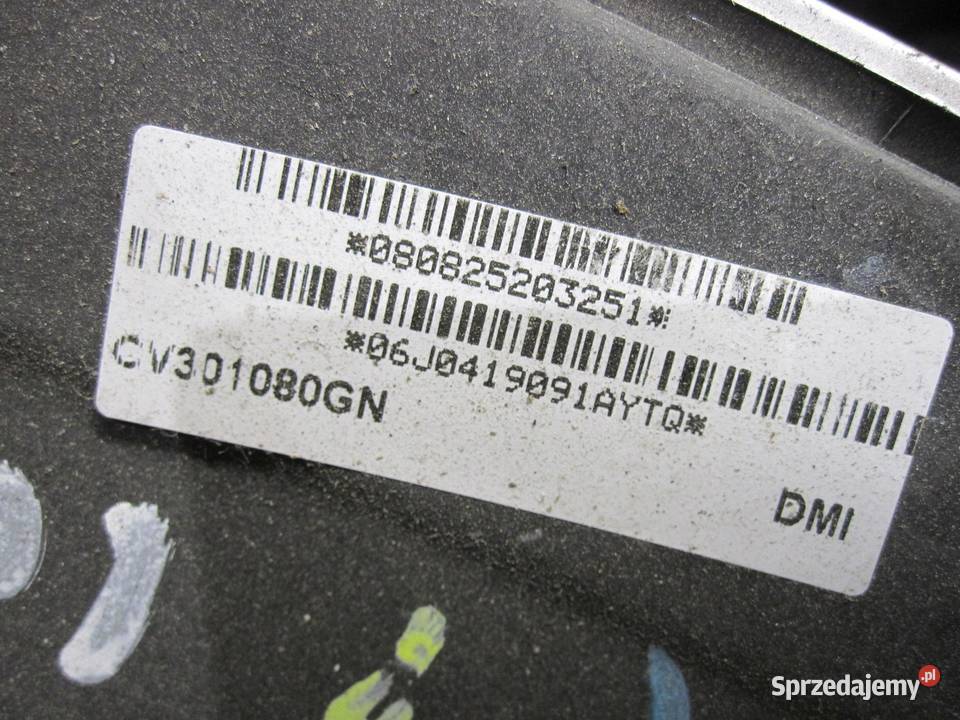 *080825203251*
*06J0419091AYTQ*
CV301080GN
DMI
Sprzedajemy.pl